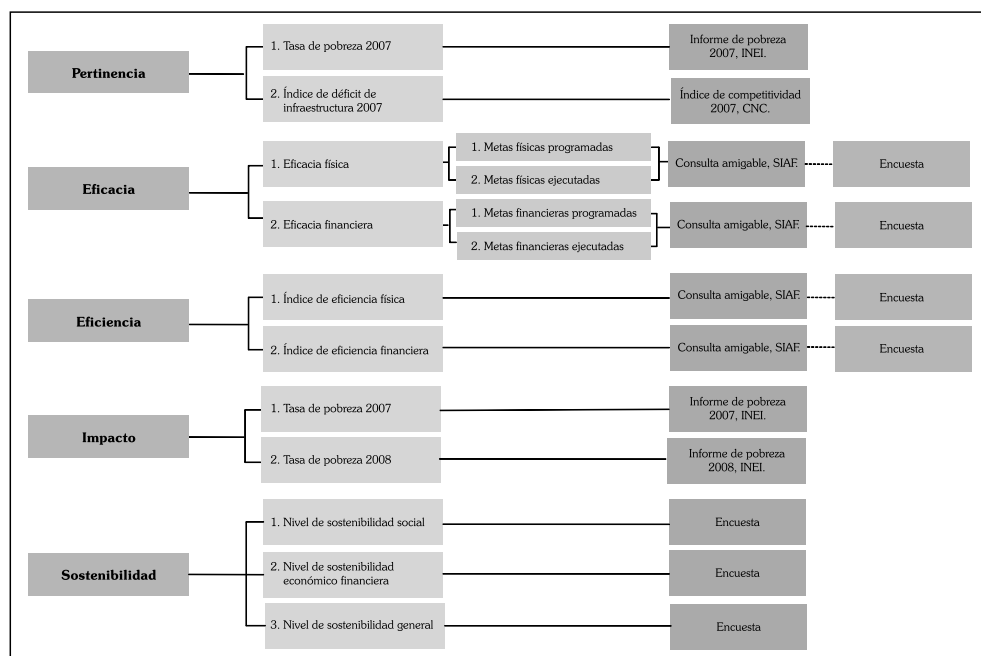 Pertinencia
1. Tasa de pobreza 2007
Informe de pobreza
2007, INEI.
2. Índice de déficit de
infraestructura 2007
Índice de competitividad
2007, CNC.
Eficacia
1. Eficacia física
1. Metas físicas programadas
2. Metas físicas ejecutadas
Consulta amigable, SIAF.
Encuesta
2. Eficacia financiera
1. Metas financieras programadas
2. Metas financieras ejecutadas
Consulta amigable, SIAF.
Encuesta
Eficiencia
1. Índice de eficiencia física
Consulta amigable, SIAF.
Encuesta
2. Índice de eficiencia financiera
Consulta amigable, SIAF.
Encuesta
Impacto
1. Tasa de pobreza 2007
Informe de pobreza
2007, INEI.
2. Tasa de pobreza 2008
Informe de pobreza
2008, INEI.
Sostenibilidad
1. Nivel de sostenibilidad social
Encuesta
2. Nivel de sostenibilidad
económico financiera
Encuesta
3. Nivel de sostenibilidad general
Encuesta